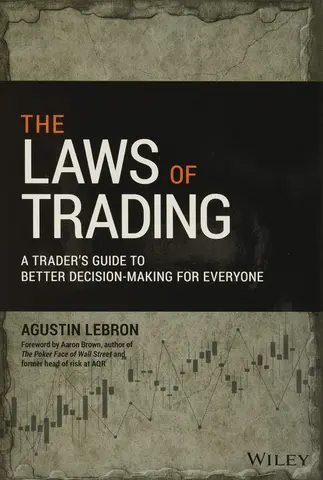 THE
LAWS OF
TRADING
A TRADER'S GUIDE TO
BETTER DECISION-MAKING FOR EVERYONE
AGUSTIN LEBRON
Foreword by Aaron Brown, author of
The Poker Face of Wall Street and
former head of risk at AQR
WILEY